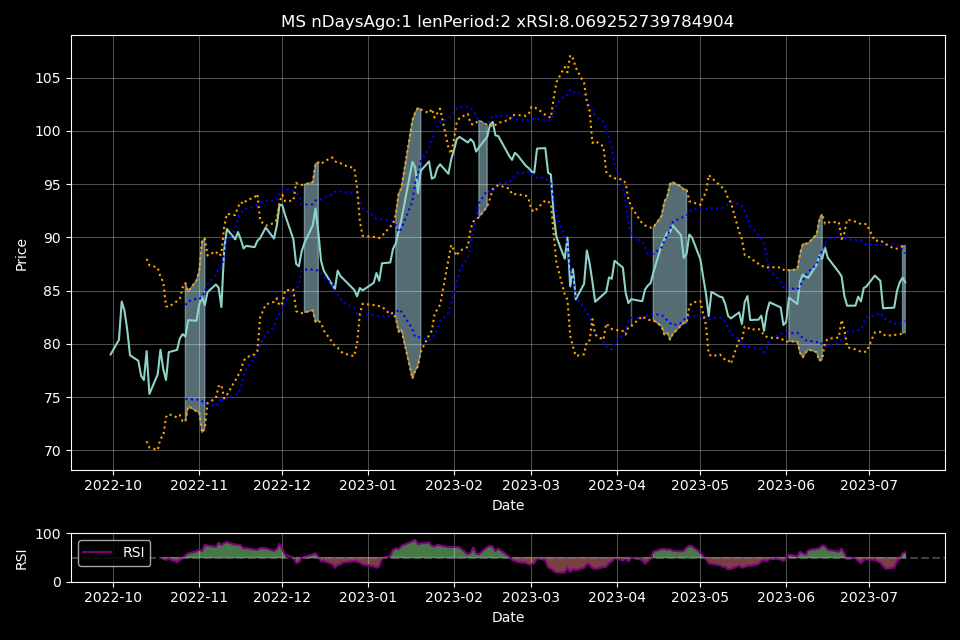 MS nDaysAgo:1 lenPeriod:2 xRSI:8.069252739784904
105
100
95
90
85
80
75
70
Price
2022-10 2022-11 2022-12 2023-01 2023-02 2023-03 2023-04 2023-05 2023-06 2023-07
Date
100
0
RSI
RSI
2022-10 2022-11 2022-12 2023-01 2023-02 2023-03 2023-04 2023-05 2023-06 2023-07
Date